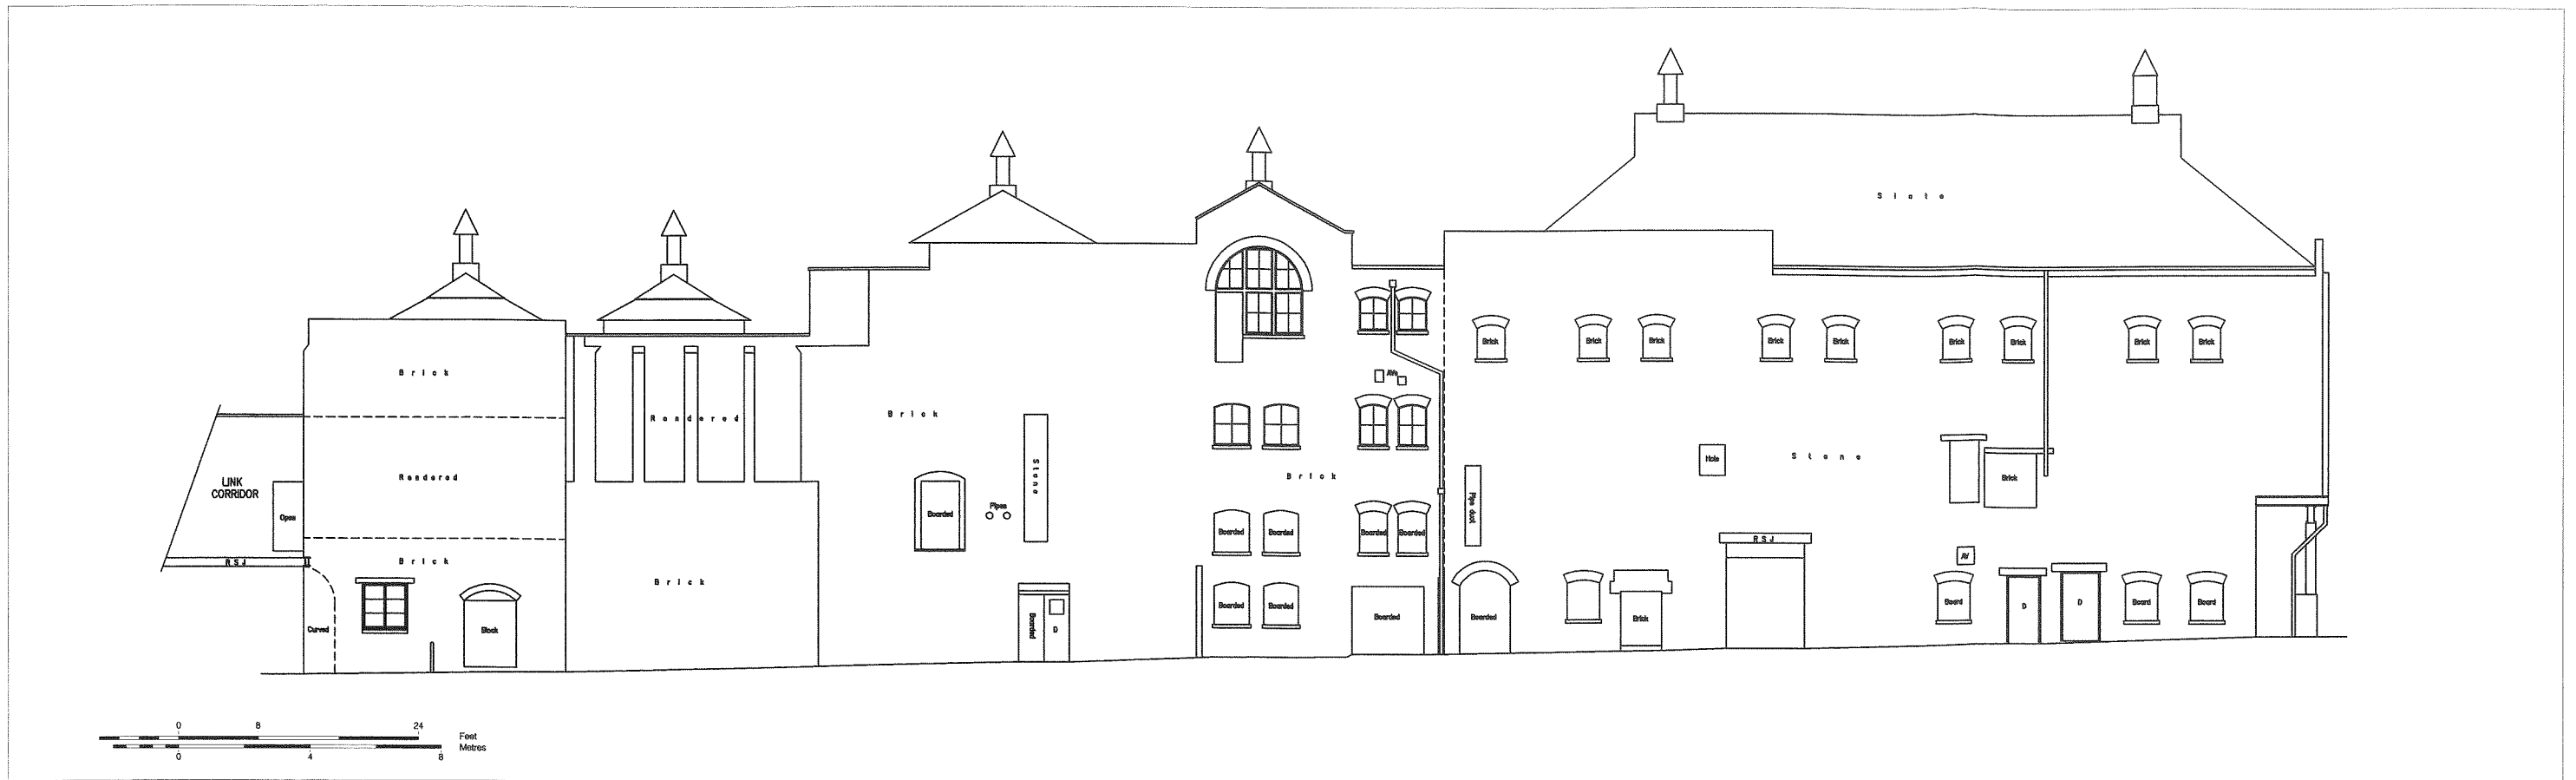 Slate
Brick
Brick
Brick
Brick
Brick
Brick
Brick
Brick
Brick
Brick
AVs
Brick
Rendered
Brick
Stone
Hole
Stone
Brick
Rendered
LINK
CORRIDOR
Open
Boarded
Pipes
Brick
Pipe duct
Boarded
Boarded
Boarded
Boarded
RSJ
AV
RSJ
Brick
Brick
Curved
Block
Boarded
D
Boarded
Boarded
Boarded
Boarded
Brick
Board
D
D
Board
Board
0 8 24
Feet
Metres
0 4 8